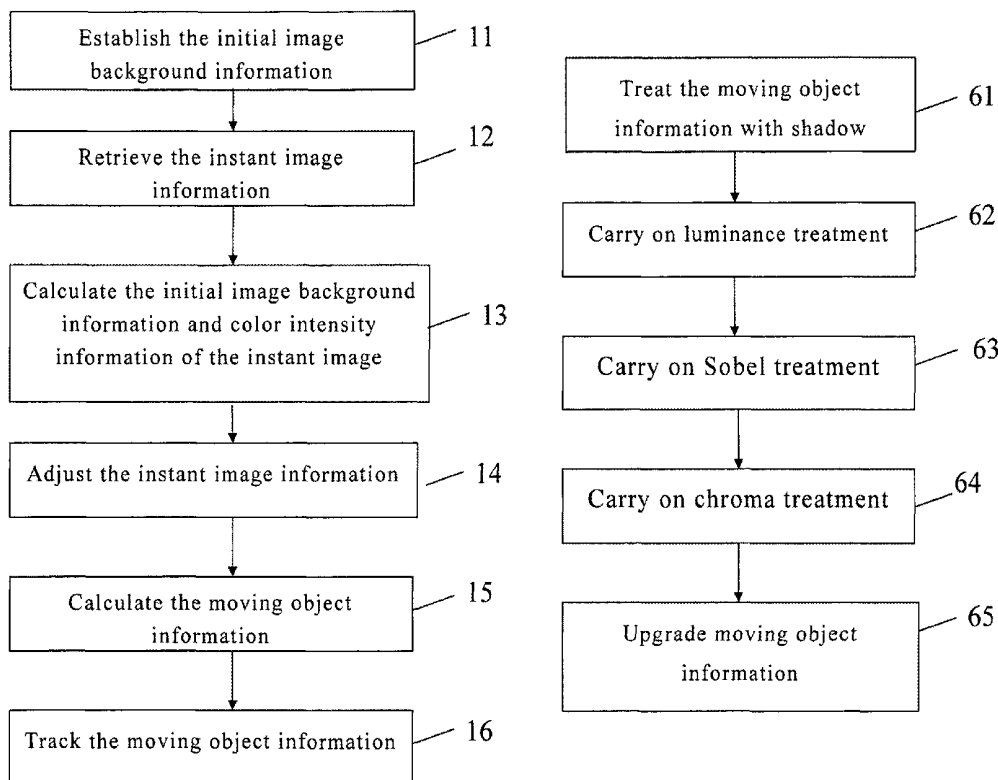 Establish the initial image
background information
11
Retrieve the instant image
information
12
Calculate the initial image background
information and color intensity
information of the instant image
13
Adjust the instant image information
14
Calculate the moving object
information
15
Track the moving object information
16
Treat the moving object
information with shadow
61
Carry on luminance treatment
62
Carry on Sobel treatment
63
Carry on chroma treatment
64
Upgrade moving object
information
65